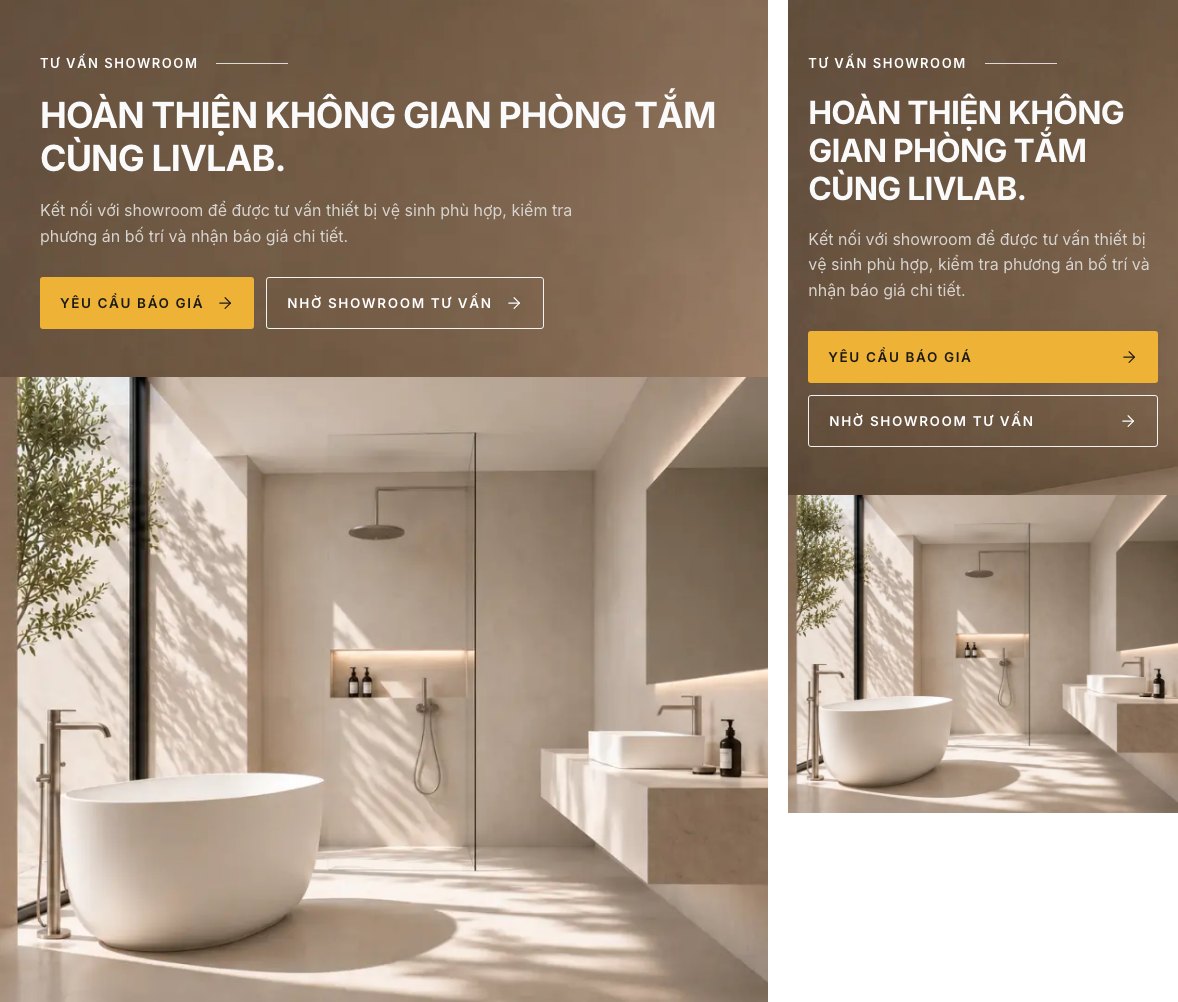 TƯ VẤN SHOWROOM
HOÀN THIỆN KHÔNG GIAN PHÒNG TẮM
CÙNG LIVLAB.
Kết nối với showroom để được tư vấn thiết bị vệ sinh phù hợp, kiểm tra
phương án bố trí và nhận báo giá chi tiết.
YÊU CẦU BÁO GIÁ
NHỜ SHOWROOM TƯ VẤN
TƯ VẤN SHOWROOM
HOÀN THIỆN KHÔNG
GIAN PHÒNG TẮM
CÙNG LIVLAB.
Kết nối với showroom để được tư vấn thiết bị
vệ sinh phù hợp, kiểm tra phương án bố trí và
nhận báo giá chi tiết.
YÊU CẦU BÁO GIÁ
NHỜ SHOWROOM TƯ VẤN